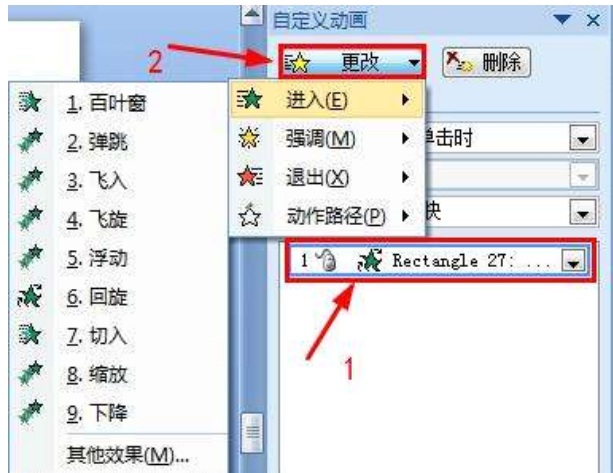 自定义动画
2
更改
删除
1. 百叶窗
进入(E)
2. 弹跳
强调(M)
单击时
3. 飞入
退出(X)
4. 飞旋
动作路径(P)
快
5. 浮动
1 Rectangle 27: ...
6. 回旋
7. 切入
1
8. 缩放
9. 下降
其他效果(M)...